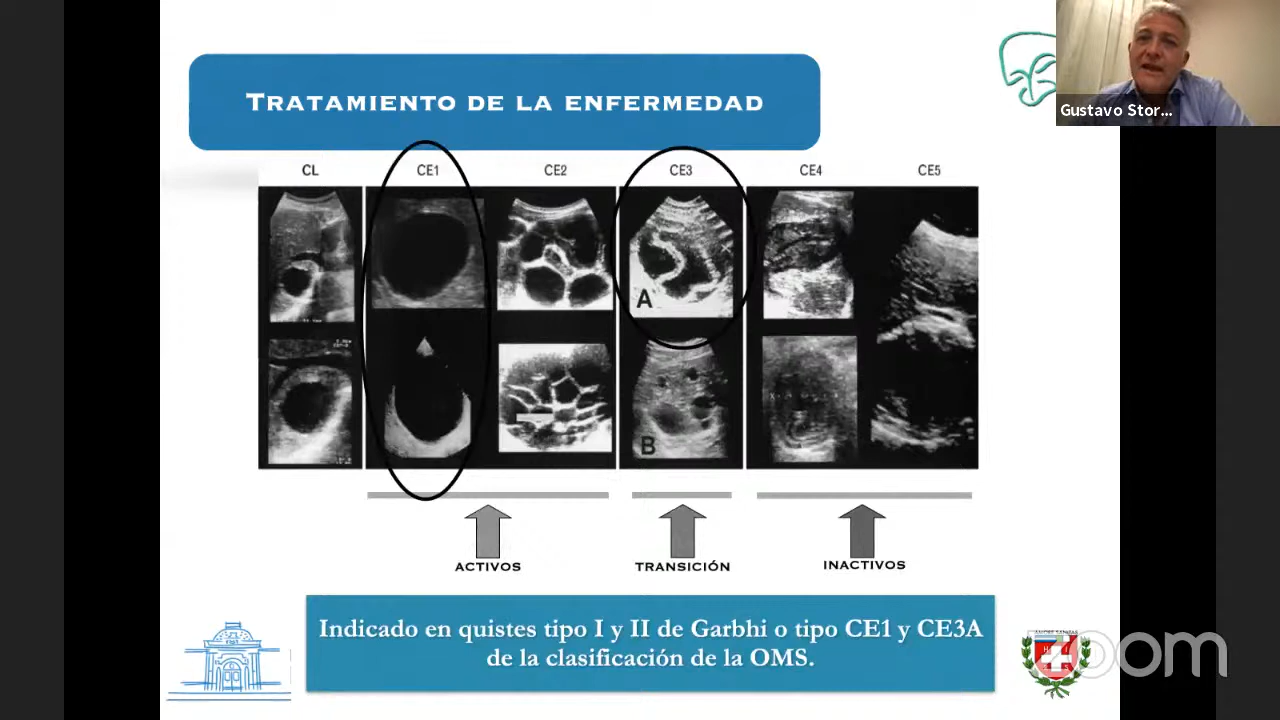 Gustavo Stor...
TRATAMIENTO DE LA ENFERMEDAD
CL CE1 CE2 CE3 CE4 CE5
A
B
ACTIVOS TRANSICIÓN INACTIVOS
Indicado en quistes tipo I y II de Garbhi o tipo CE1 y CE3A
de la clasificación de la OMS.
zoom